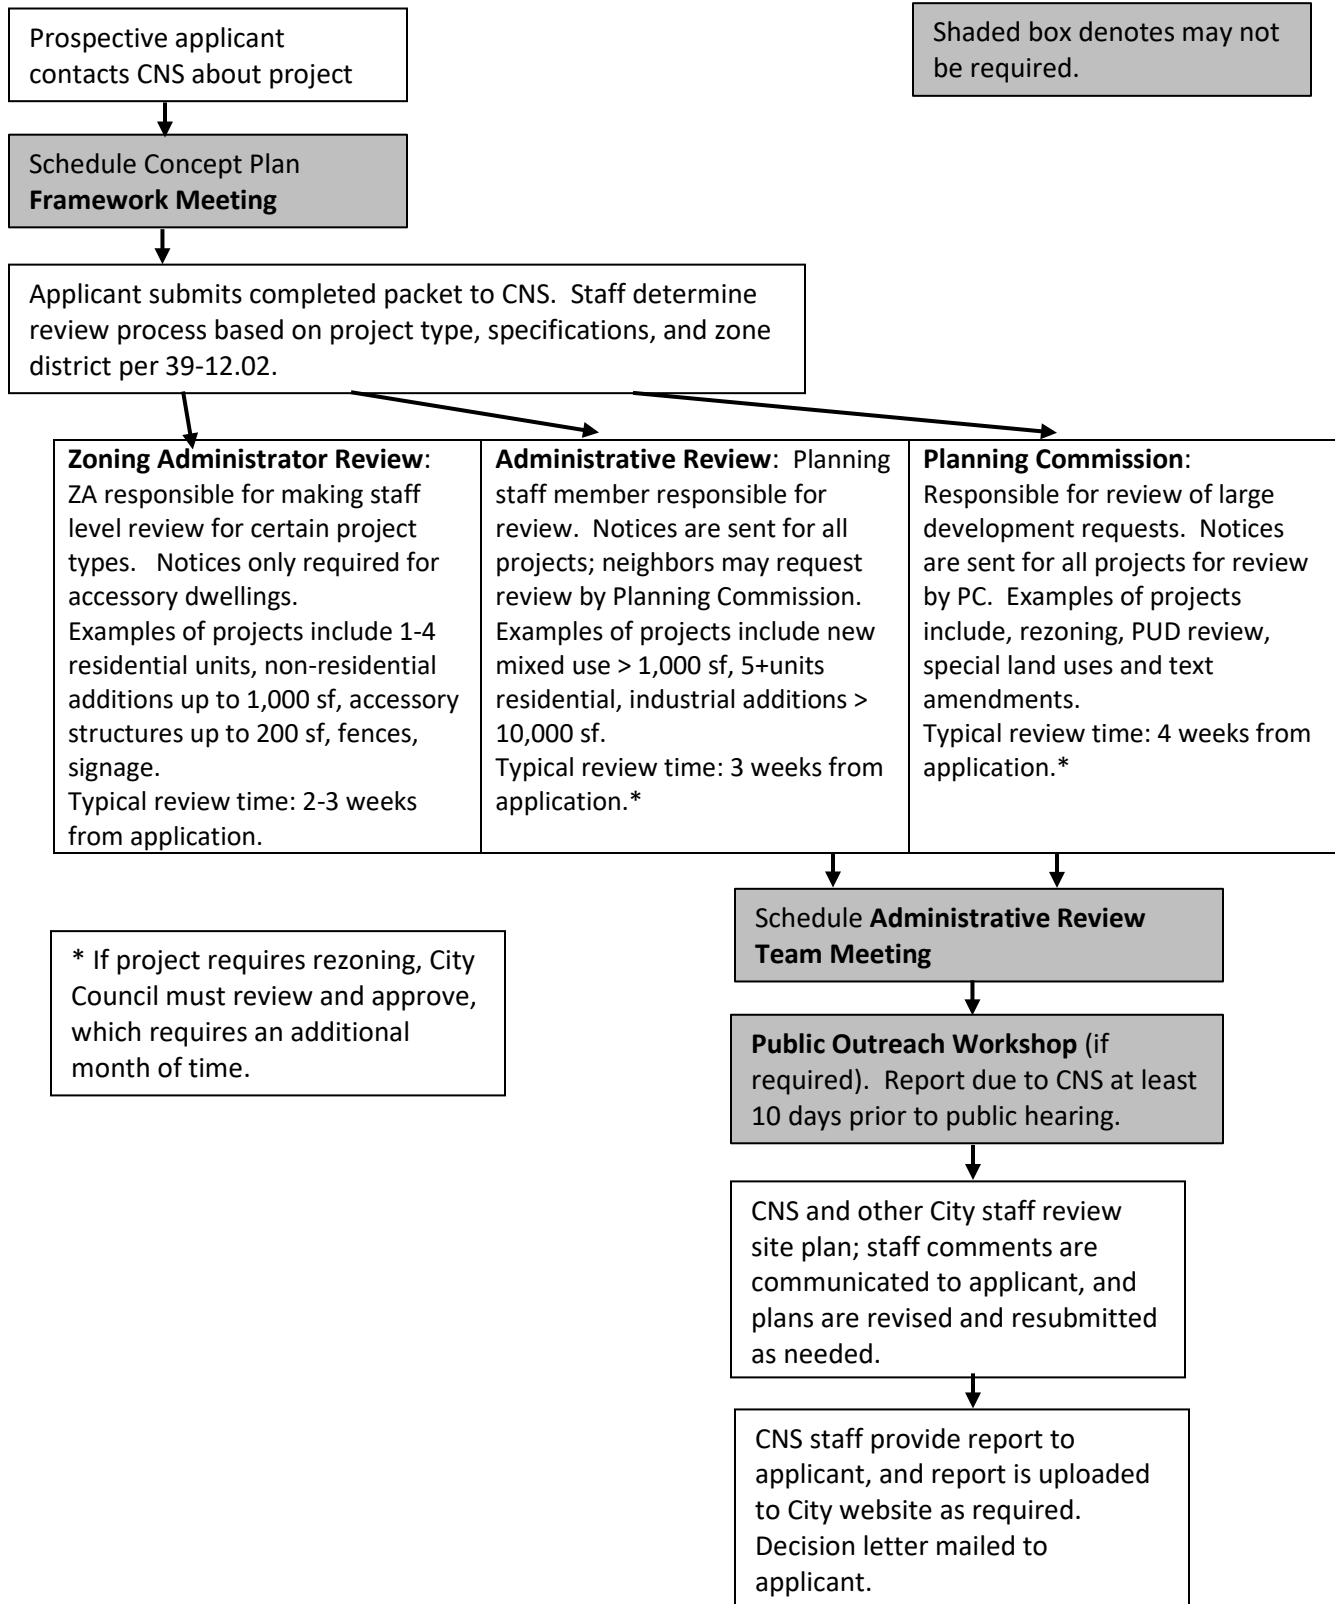 Prospective applicant
contacts CNS about project
Shaded box denotes may not
be required.
Schedule Concept Plan
Framework Meeting
Applicant submits completed packet to CNS.  Staff determine
review process based on project type, specifications, and zone
district per 39-12.02.
Zoning Administrator Review:
ZA responsible for making staff
level review for certain project
types.   Notices only required for
accessory dwellings.
Examples of projects include 1-4
residential units, non-residential
additions up to 1,000 sf, accessory
structures up to 200 sf, fences,
signage.
Typical review time: 2-3 weeks
from application.
Administrative Review:  Planning
staff member responsible for
review.  Notices are sent for all
projects; neighbors may request
review by Planning Commission.
Examples of projects include new
mixed use > 1,000 sf, 5+units
residential, industrial additions >
10,000 sf.
Typical review time: 3 weeks from
application.*
Planning Commission:
Responsible for review of large
development requests.  Notices
are sent for all projects for review
by PC.  Examples of projects
include, rezoning, PUD review,
special land uses and text
amendments.
Typical review time: 4 weeks from
application.*
* If project requires rezoning, City
Council must review and approve,
which requires an additional
month of time.
Schedule Administrative Review
Team Meeting
Public Outreach Workshop (if
required).  Report due to CNS at least
10 days prior to public hearing.
CNS and other City staff review
site plan; staff comments are
communicated to applicant, and
plans are revised and resubmitted
as needed.
CNS staff provide report to
applicant, and report is uploaded
to City website as required.
Decision letter mailed to
applicant.